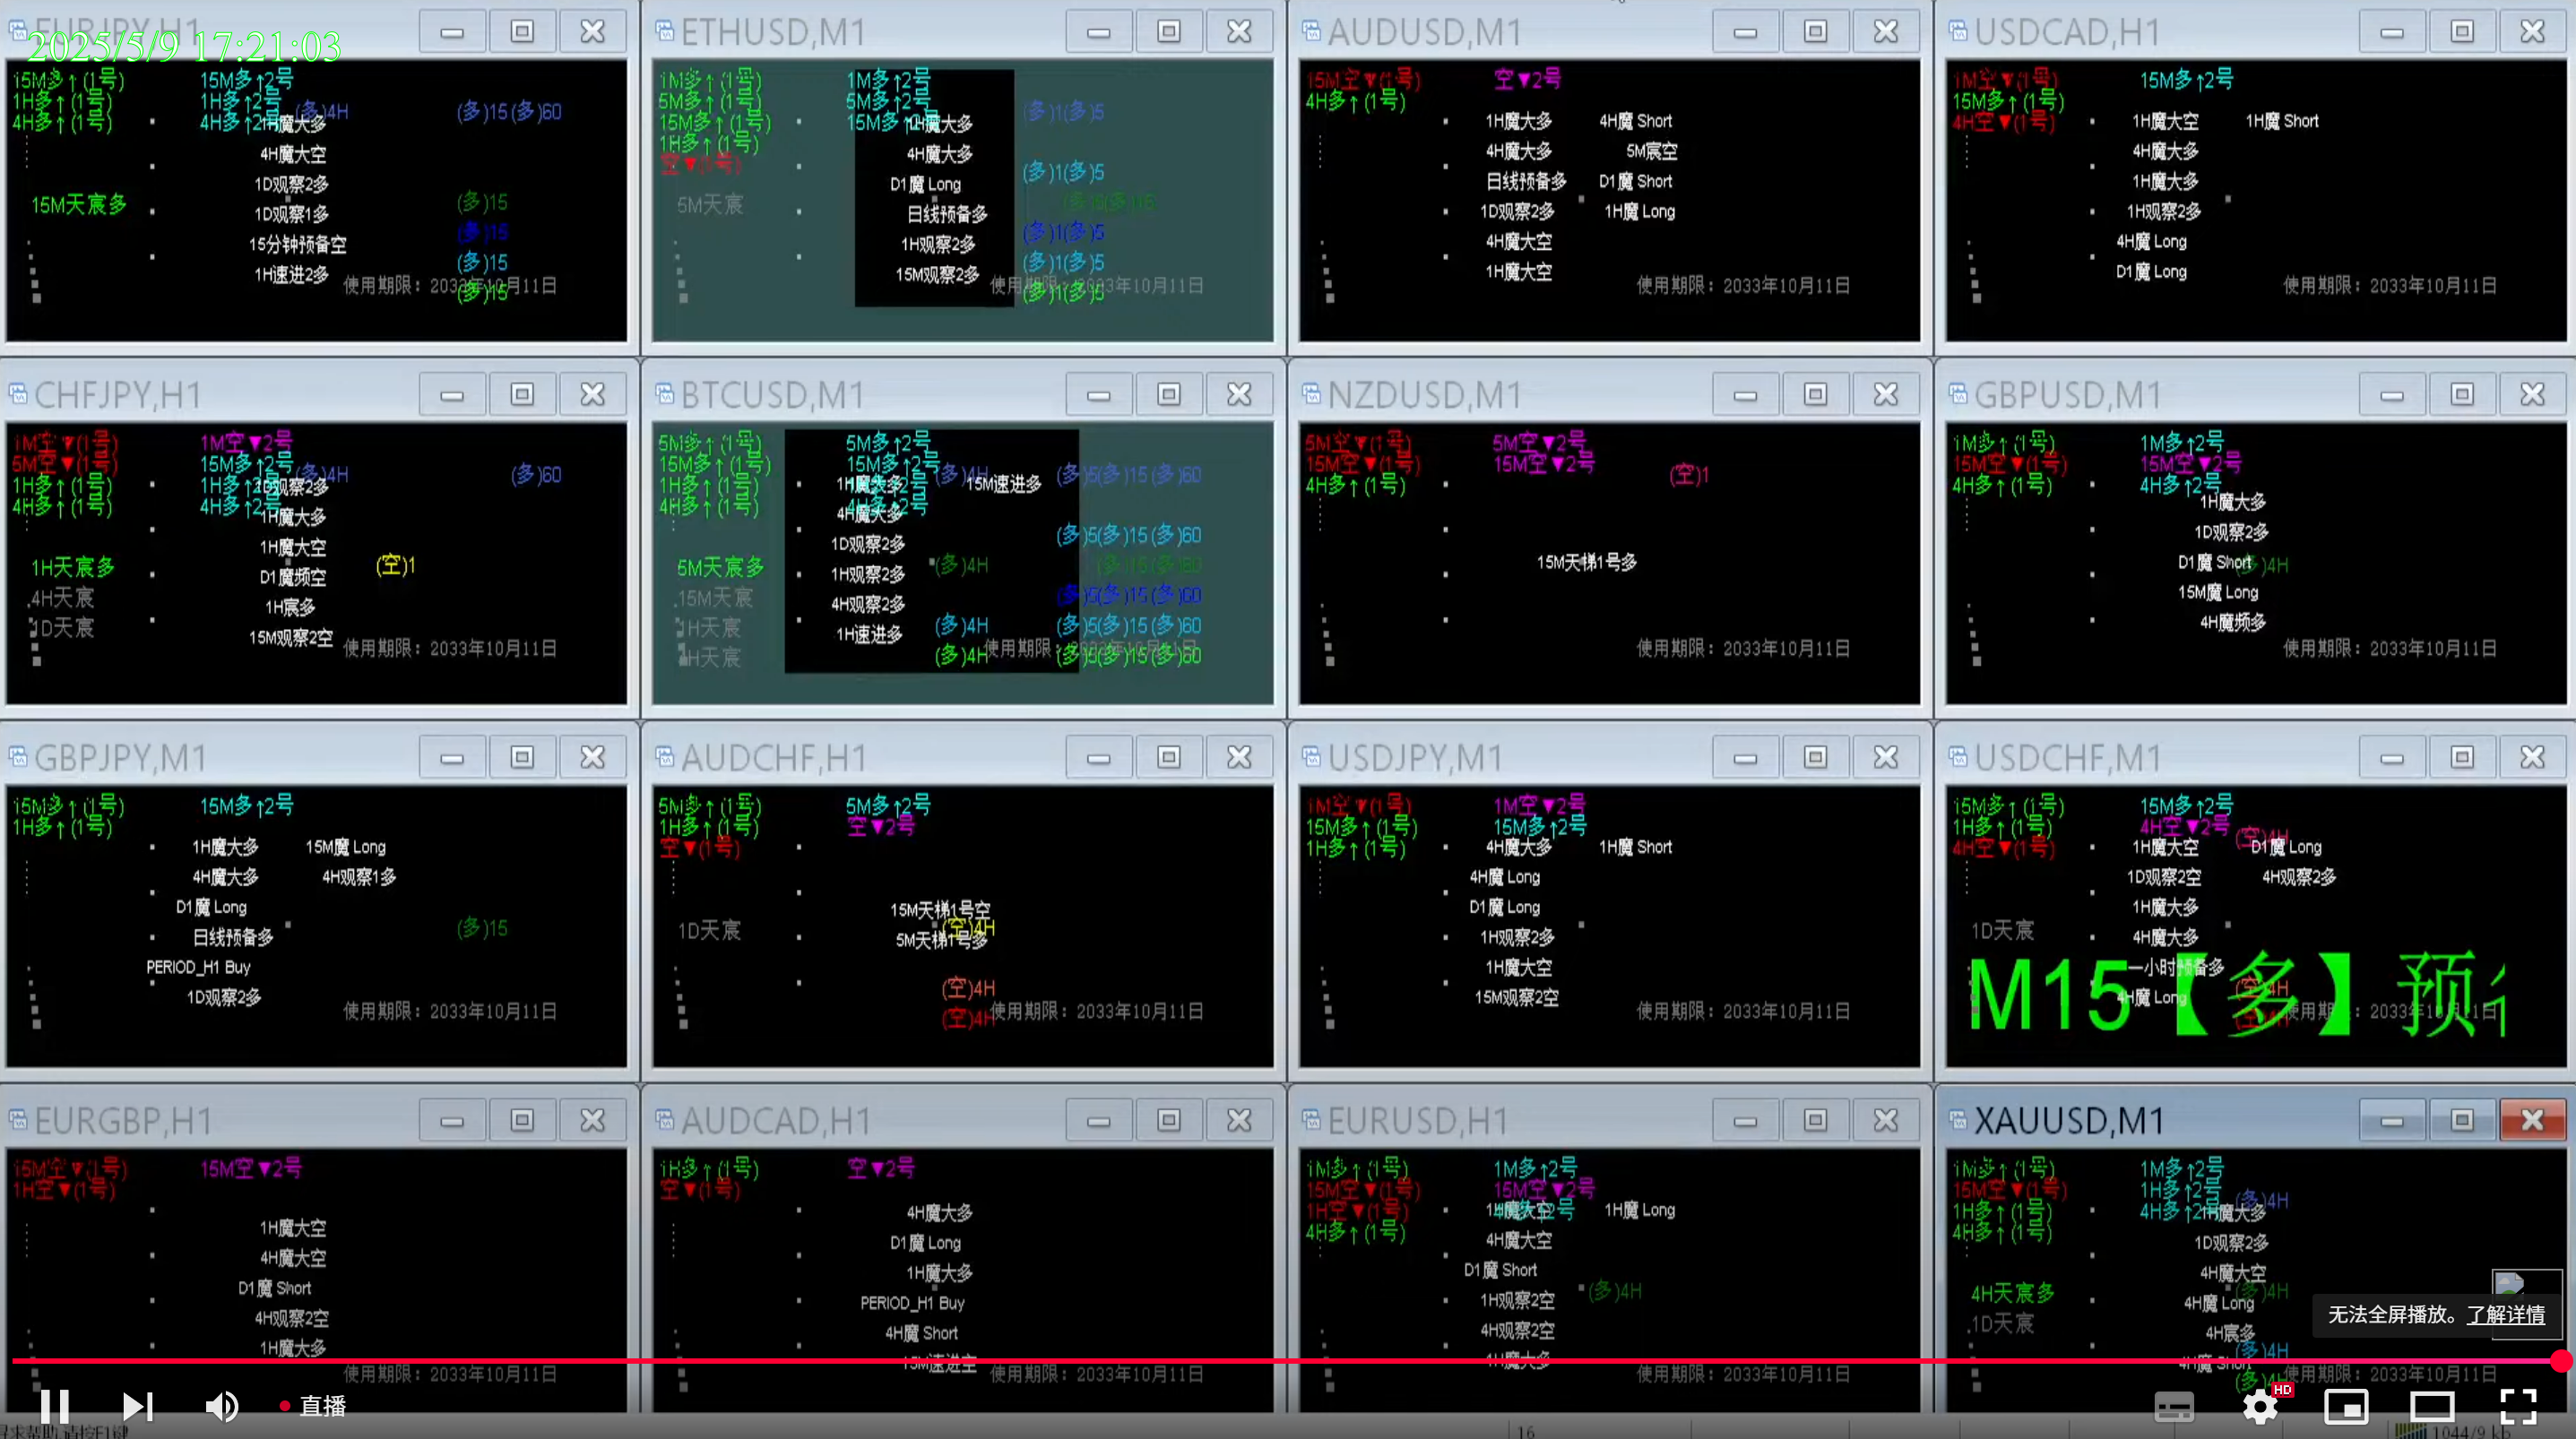 EURJPY,H1
2025/5/9 17:21:03
15M多↑(1号) 15M多↑2号
1H多↑(1号) 1H多↑2号 (多)4H (多)15(多)60
4H多↑(1号) 4H多↑2号 1H魔大多
4H魔大空
1D观察2多
15M天宸多 (多)15
1D观察1多
(多)15
15分钟预备空
(多)15
1H速进2多
使用期限：2033年10月11日
(多)15
ETHUSD,M1
1M多↑(1号) 1M多↑2号
5M多↑(1号) 5M多↑2号 (多)1(多)5
15M多↑(1号) 15M多↑2号 1H魔大多
1H多↑(1号) 4H魔大多
空▼(1号) (多)1(多)5
D1魔 Long
5M天宸
日线预备多
(多)1(多)5
1H观察2多
(多)1(多)5
15M观察2多
使用期限：2033年10月11日
(多)1(多)5
AUDUSD,M1
15M空▼(1号) 空▼2号
4H多↑(1号)
1H魔大多 4H魔 Short
4H魔大多 5M宸空
日线预备多 D1魔 Short
1D观察2多 1H魔 Long
4H魔大空
1H魔大空
使用期限：2033年10月11日
USDCAD,H1
1M空▼(1号) 15M多↑2号
15M多↑(1号)
4H空▼(1号) 1H魔大空 1H魔 Short
4H魔大多
1H魔大多
1H观察2多
4H魔 Long
D1魔 Long
使用期限：2033年10月11日
CHFJPY,H1
1M空▼(1号) 1M空▼2号
5M空▼(1号) 15M多↑2号 (多)4H (多)60
1H多↑(1号) 1H多↑2号 1D观察2多
4H多↑(1号) 4H多↑2号 1H魔大多
1H魔大空
1H天宸多 D1魔频空 (空)1
4H天宸 1H宸多
1D天宸 15M观察2空
使用期限：2033年10月11日
BTCUSD,M1
5M多↑(1号) 5M多↑2号
15M多↑(1号) 15M多↑2号 (多)4H (多)5(多)15(多)60
1H多↑(1号) 1H魔大多 15M速进多
4H多↑(1号) 4H多↑2号 4H魔大多
1D观察2多 (多)5(多)15(多)60
5M天宸多 1H观察2多 (多)4H
15M天宸 4H观察2多 (多)5(多)15(多)60
1H天宸 1H速进多 (多)4H (多)5(多)15(多)60
H天宸 (多)4H (多)5(多)15(多)60
使用期限：
NZDUSD,M1
5M空▼(1号) 5M空▼2号
15M空▼(1号) 15M空▼2号 (空)1
4H多↑(1号)
15M天梯1号多
使用期限：2033年10月11日
GBPUSD,M1
1M多↑(1号) 1M多↑2号
15M空▼(1号) 15M空▼2号
4H多↑(1号) 4H多↑2号
1H魔大多
1D观察2多
D1魔 Short (多)4H
15M魔 Long
4H魔频多
使用期限：2033年10月11日
GBPJPY,M1
15M多↑(1号) 15M多↑2号
1H多↑(1号)
1H魔大多 15M魔 Long
4H魔大多 4H观察1多
D1魔 Long
日线预备多 (多)15
PERIOD_H1 Buy
1D观察2多
使用期限：2033年10月11日
AUDCHF,H1
5M多↑(1号) 5M多↑2号
1H多↑(1号) 空▼2号
空▼(1号)
15M天梯1号空
1D天宸 (空)4H
5M天梯1号多
(空)4H
使用期限：2033年10月11日
(空)4H
USDJPY,M1
1M空▼(1号) 1M空▼2号
15M多↑(1号) 15M多↑2号
1H多↑(1号) 4H魔大多 1H魔 Short
4H魔 Long
D1魔 Long
1H观察2多
1H魔大空
15M观察2空
使用期限：2033年10月11日
USDCHF,M1
15M多↑(1号) 15M多↑2号
1H多↑(1号) 4H空▼2号 (空)4H
4H空▼(1号) 1H魔大空 D1魔 Long
1D观察2空 4H观察2多
1H魔大多
1D天宸 4H魔大多
一小时预备多
M15【多】预
4H魔 Long (空)4H
EURGBP,H1
15M空▼(1号) 15M空▼2号
1H空▼(1号)
1H魔大空
4H魔大空
D1魔 Short
4H观察2空
1H魔大多
使用期限：2033年10月11日
AUDCAD,H1
1H多↑(1号) 空▼2号
空▼(1号)
4H魔大多
D1魔 Long
1H魔大多
PERIOD_H1 Buy
4H魔 Short
15M速进空
使用期限：2033年10月11日
EURUSD,H1
1M多↑(1号) 1M多↑2号
15M空▼(1号) 15M空▼2号
1H空▼(1号) 1H魔大空 1H魔 Long
4H多↑(1号) 4H魔大空
D1魔 Short
1H观察2空 (多)4H
4H观察2空
4H魔大多
使用期限：2033年10月11日
XAUUSD,M1
1M多↑(1号) 1M多↑2号
15M空▼(1号) 1H多↑2号 (多)4H
1H多↑(1号) 4H多↑2号 1H魔大多
4H多↑(1号) 1D观察2多
4H魔大空
4H天宸多 4H魔 Long (多)4H
1D天宸 4H宸多
(多)4H
4H魔 Short
使用期限：2033年10月11日
无法全屏播放。了解详情
直播
HD
16
1044/9 kb